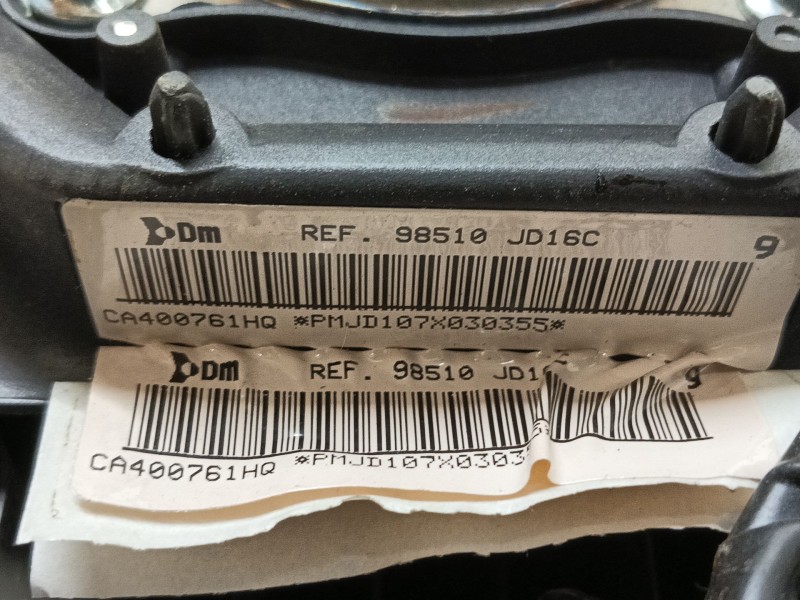 Dm REF. 98510 JD16C 9
CA400761HQ *PMJD107X030355*
Dm REF. 98510 9
CA400761HQ